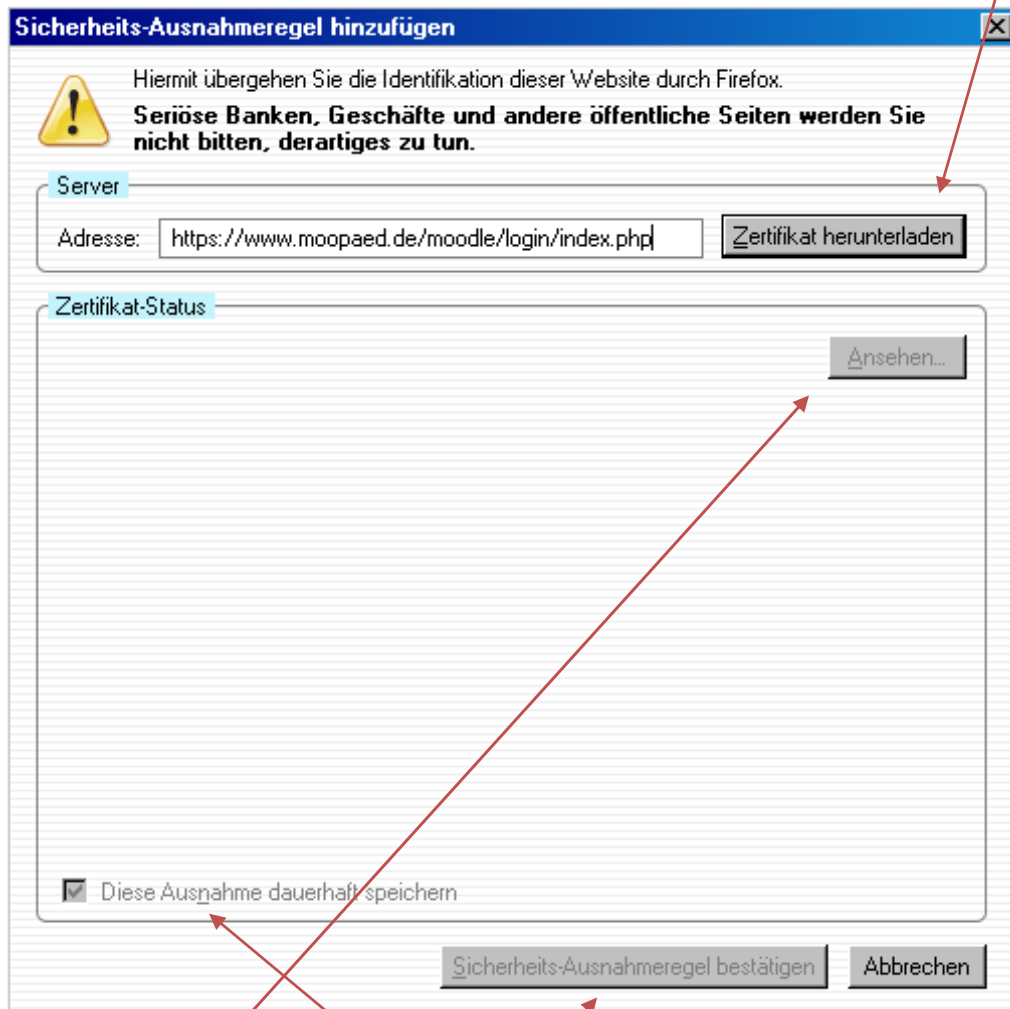 Sicherheits-Ausnahmeregel hinzufügen
Hiermit übergehen Sie die Identifikation dieser Website durch Firefox.
Seriöse Banken, Geschäfte und andere öffentliche Seiten werden Sie
nicht bitten, derartiges zu tun.
Server
Adresse: https://www.moopaed.de/moodle/login/index.php Zertifikat herunterladen
Zertifikat-Status
Ansehen...
Diese Ausnahme dauerhaft speichern
Sicherheits-Ausnahmeregel bestätigen Abbrechen